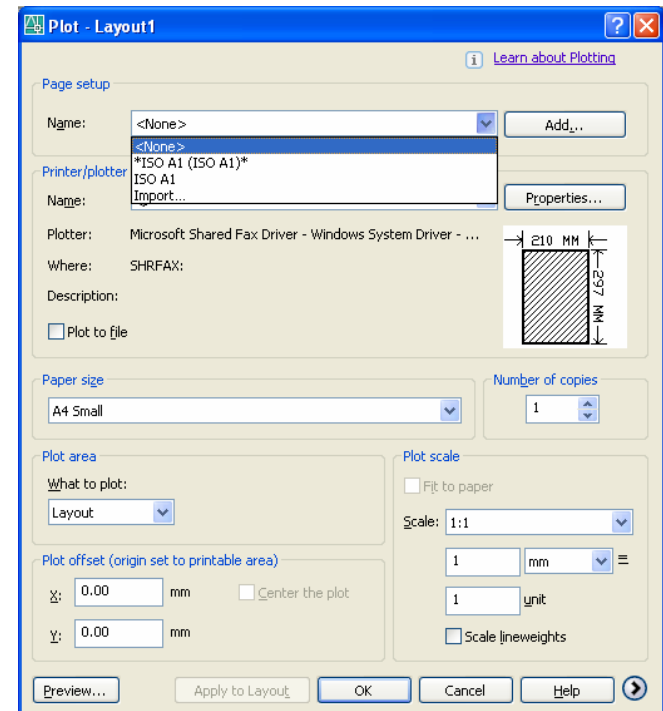 Plot - Layout1
Learn about Plotting
Page setup
Name: <None> Add...
<None>
*ISO A1 (ISO A1)*
ISO A1
Import...
Printer/plotter
Name: Properties...
Plotter: Microsoft Shared Fax Driver - Windows System Driver - ...
Where: SHRFAX:
Description:
Plot to file
210 MM
297 MM
Paper size
A4 Small
Number of copies
1
Plot area
What to plot:
Layout
Plot scale
Fit to paper
Scale: 1:1
1 mm =
1 unit
Scale lineweights
Plot offset (origin set to printable area)
X: 0.00 mm Center the plot
Y: 0.00 mm
Preview... Apply to Layout OK Cancel Help